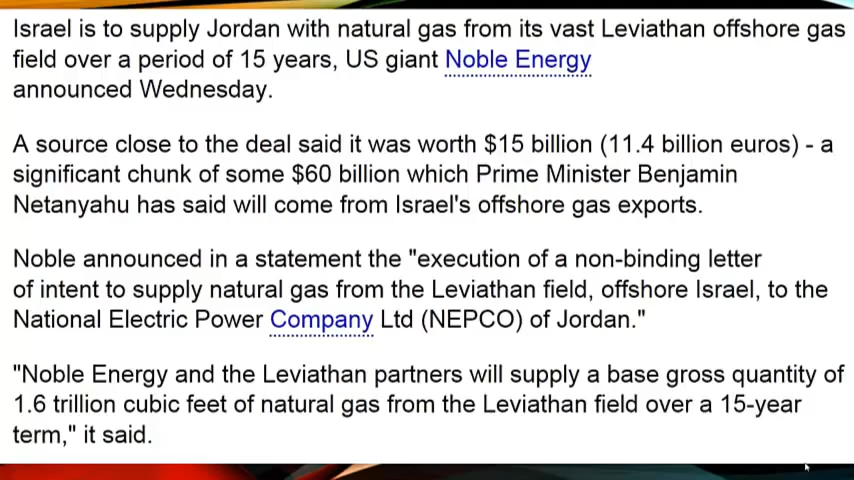 Israel is to supply Jordan with natural gas from its vast Leviathan offshore gas
field over a period of 15 years, US giant Noble Energy
announced Wednesday.
A source close to the deal said it was worth $15 billion (11.4 billion euros) - a
significant chunk of some $60 billion which Prime Minister Benjamin
Netanyahu has said will come from Israel's offshore gas exports.
Noble announced in a statement the "execution of a non-binding letter
of intent to supply natural gas from the Leviathan field, offshore Israel, to the
National Electric Power Company Ltd (NEPCO) of Jordan."
"Noble Energy and the Leviathan partners will supply a base gross quantity of
1.6 trillion cubic feet of natural gas from the Leviathan field over a 15-year
term," it said.